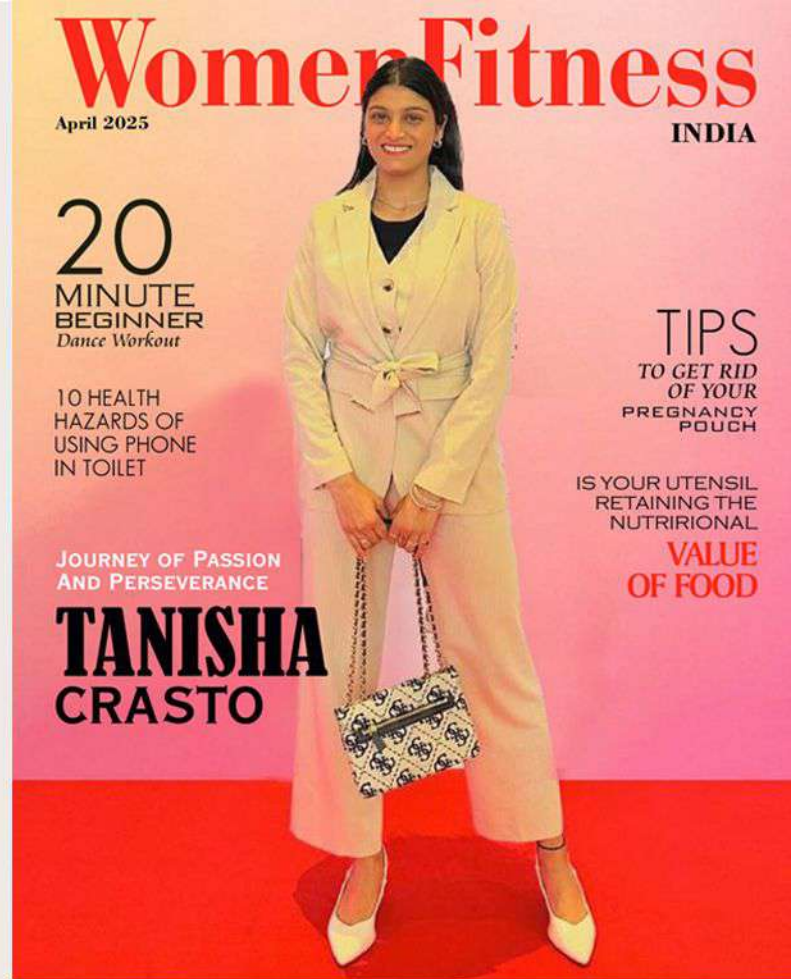 WomenFitness
April 2025
INDIA
20
MINUTE
BEGINNER
Dance Workout
10 HEALTH
HAZARDS OF
USING PHONE
IN TOILET
JOURNEY OF PASSION
AND PERSEVERANCE
TANISHA
CRASTO
TIPS
TO GET RID
OF YOUR
PREGNANCY
POUCH
IS YOUR UTENSIL
RETAINING THE
NUTRIRIONAL
VALUE
OF FOOD